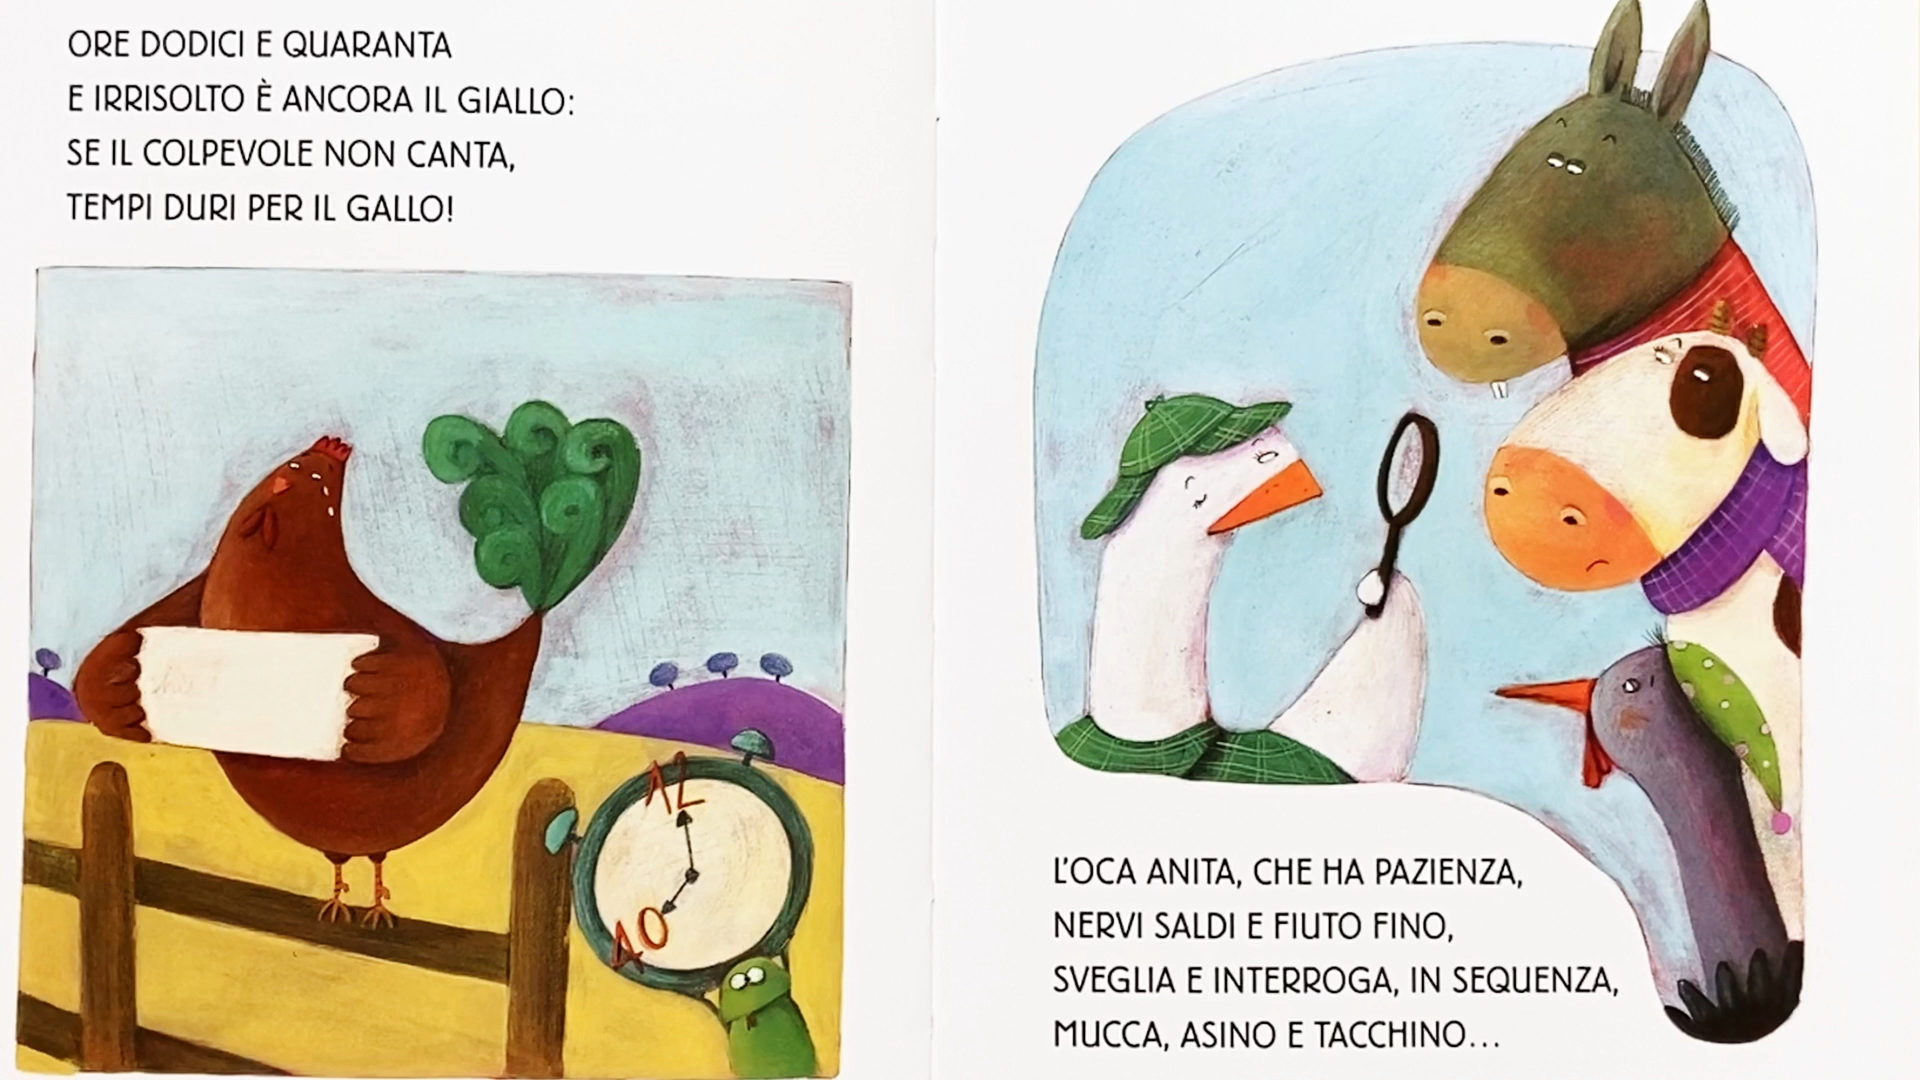 ORE DODICI E QUARANTA
E IRRISOLTO È ANCORA IL GIALLO:
SE IL COLPEVOLE NON CANTA,
TEMPI DURI PER IL GALLO!
12
40
L'OCA ANITA, CHE HA PAZIENZA,
NERVI SALDI E FIUTO FINO,
SVEGLIA E INTERROGA, IN SEQUENZA,
MUCCA, ASINO E TACCHINO...